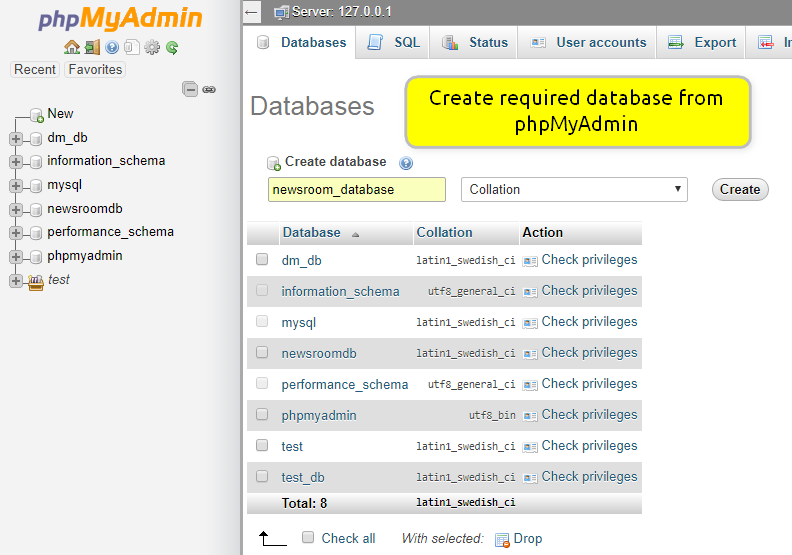 phpMyAdmin
Recent Favorites
New
dm_db
information_schema
mysql
newsroomdb
performance_schema
phpmyadmin
test
Server: 127.0.0.1
Databases SQL Status User accounts Export
Databases
Create required database from
phpMyAdmin
Create database
newsroom_database Collation Create
Database Collation Action
dm_db latin1_swedish_ci Check privileges
information_schema utf8_general_ci Check privileges
mysql latin1_swedish_ci Check privileges
newsroomdb latin1_swedish_ci Check privileges
performance_schema utf8_general_ci Check privileges
phpmyadmin utf8_bin Check privileges
test latin1_swedish_ci Check privileges
test_db latin1_swedish_ci Check privileges
Total: 8 latin1_swedish_ci
Check all With selected: Drop